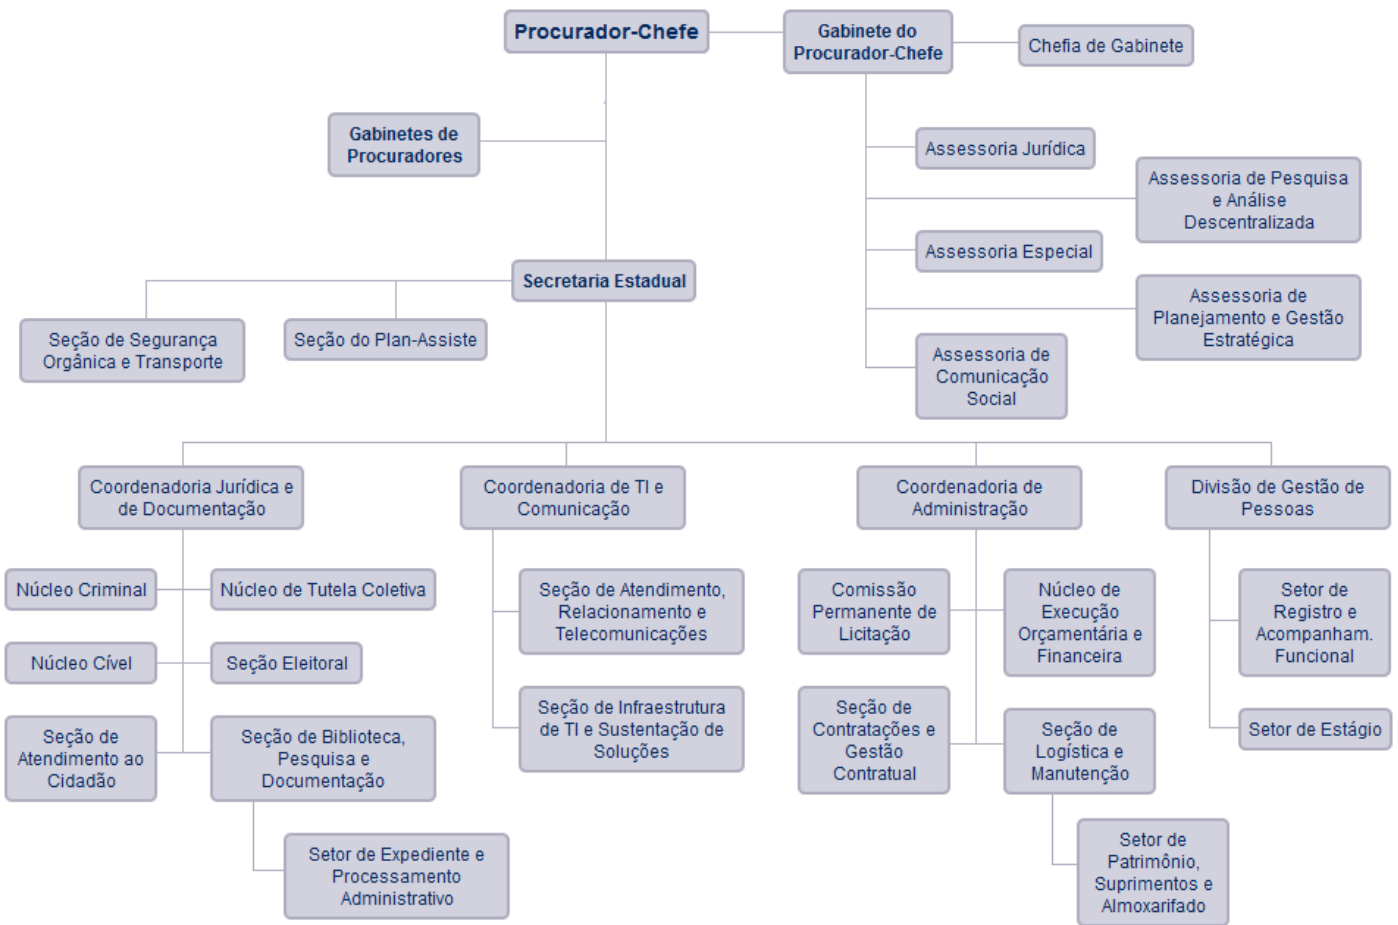 Procurador-Chefe
Gabinete do
Procurador-Chefe
Chefia de Gabinete
Gabinetes de
Procuradores
Assessoria Jurídica
Assessoria de Pesquisa
e Análise
Descentralizada
Assessoria Especial
Secretaria Estadual
Assessoria de
Planejamento e Gestão
Estratégica
Seção de Segurança
Orgânica e Transporte
Seção do Plan-Assiste
Assessoria de
Comunicação
Social
Coordenadoria Jurídica e
de Documentação
Coordenadoria de TI e
Comunicação
Coordenadoria de
Administração
Divisão de Gestão de
Pessoas
Núcleo Criminal
Núcleo de Tutela Coletiva
Núcleo Cível
Seção Eleitoral
Seção de
Atendimento ao
Cidadão
Seção de Biblioteca,
Pesquisa e
Documentação
Setor de Expediente e
Processamento
Administrativo
Seção de Atendimento,
Relacionamento e
Telecomunicações
Seção de Infraestrutura
de TI e Sustentação de
Soluções
Comissão
Permanente de
Licitação
Núcleo de
Execução
Orçamentária e
Financeira
Seção de
Contratações e
Gestão
Contratual
Seção de
Logística e
Manutenção
Setor de
Patrimônio,
Suprimentos e
Almoxarifado
Setor de
Registro e
Acompanham.
Funcional
Setor de Estágio